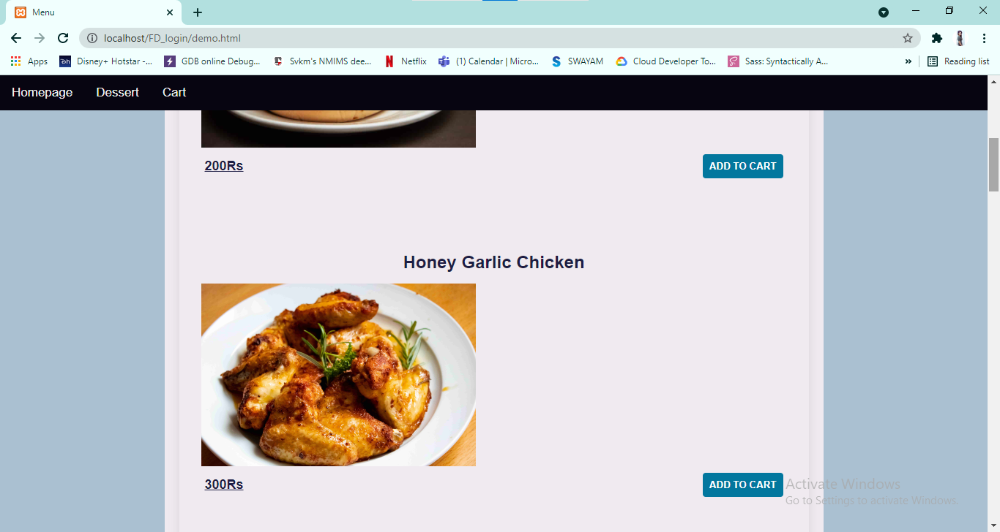 Menu
localhost/FD_login/demo.html
Apps Disney+ Hotstar -... GDB online Debug... Svkm's NMIMS dee... Netflix (1) Calendar | Micro... SWAYAM Cloud Developer To... Sass: Syntactically A... » Reading list
Homepage Dessert Cart
200Rs ADD TO CART
Honey Garlic Chicken
300Rs ADD TO CART
Activate Windows
Go to Settings to activate Windows.